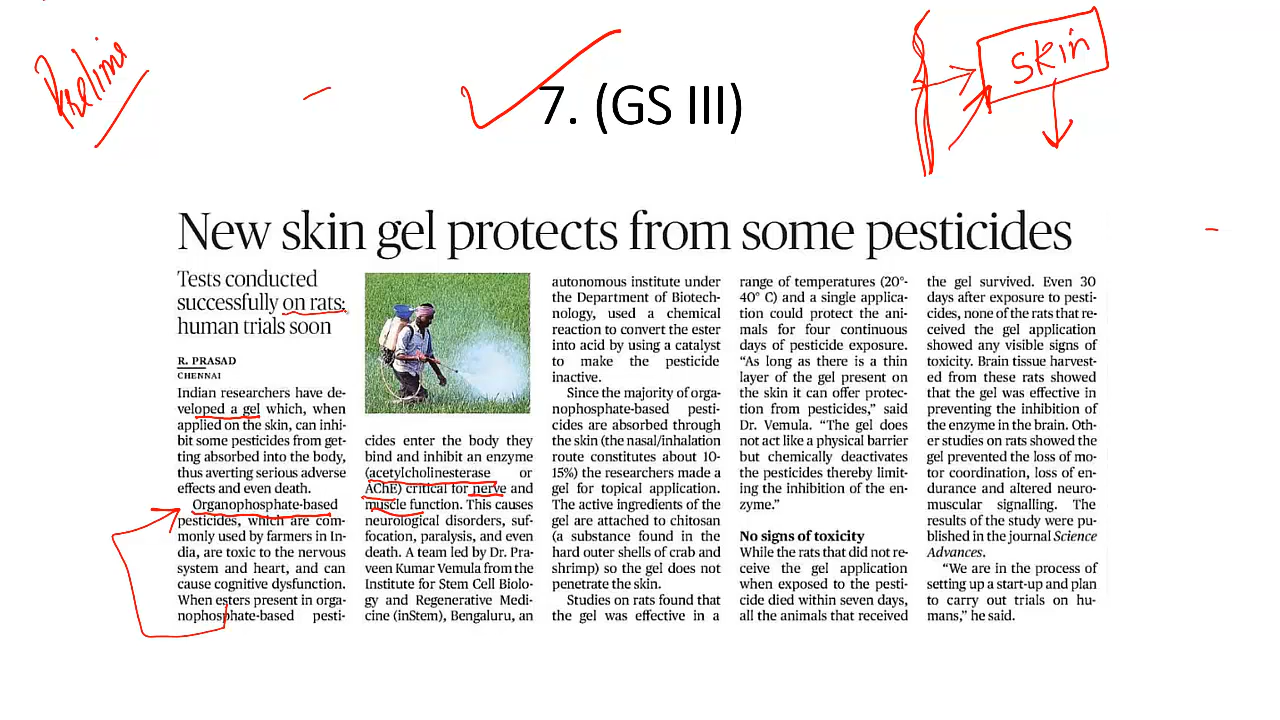 Prelims
7. (GS III)
Skin
New skin gel protects from some pesticides
Tests conducted
successfully on rats;
human trials soon
R. PRASAD
CHENNAI
Indian researchers have de-
veloped a gel which, when
applied on the skin, can inhi-
bit some pesticides from get-
ting absorbed into the body,
thus averting serious adverse
effects and even death.
Organophosphate-based
pesticides, which are com-
monly used by farmers in In-
dia, are toxic to the nervous
system and heart, and can
cause cognitive dysfunction.
When esters present in orga-
nophosphate-based pesti-
cides enter the body they
bind and inhibit an enzyme
(acetylcholinesterase or
AChE) critical for nerve and
muscle function. This causes
neurological disorders, suf-
focation, paralysis, and even
death. A team led by Dr. Pra-
veen Kumar Vemula from the
Institute for Stem Cell Biolo-
gy and Regenerative Medi-
cine (inStem), Bengaluru, an
autonomous institute under
the Department of Biotech-
nology, used a chemical
reaction to convert the ester
into acid by using a catalyst
to make the pesticide
inactive.
Since the majority of orga-
nophosphate-based pesti-
cides are absorbed through
the skin (the nasal/inhalation
route constitutes about 10-
15%) the researchers made a
gel for topical application.
The active ingredients of the
gel are attached to chitosan
(a substance found in the
hard outer shells of crab and
shrimp) so the gel does not
penetrate the skin.
Studies on rats found that
the gel was effective in a
range of temperatures (20°-
40° C) and a single applica-
tion could protect the ani-
mals for four continuous
days of pesticide exposure.
“As long as there is a thin
layer of the gel present on
the skin it can offer protec-
tion from pesticides,” said
Dr. Vemula. “The gel does
not act like a physical barrier
but chemically deactivates
the pesticides thereby limit-
ing the inhibition of the en-
zyme.”
No signs of toxicity
While the rats that did not re-
ceive the gel application
when exposed to the pesti-
cide died within seven days,
all the animals that received
the gel survived. Even 30
days after exposure to pesti-
cides, none of the rats that re-
ceived the gel application
showed any visible signs of
toxicity. Brain tissue harvest-
ed from these rats showed
that the gel was effective in
preventing the inhibition of
the enzyme in the brain. Oth-
er studies on rats showed the
gel prevented the loss of mo-
tor coordination, loss of en-
durance and altered neuro-
muscular signalling. The
results of the study were pu-
blished in the journal Science
Advances.
“We are in the process of
setting up a start-up and plan
to carry out trials on hu-
mans,” he said.